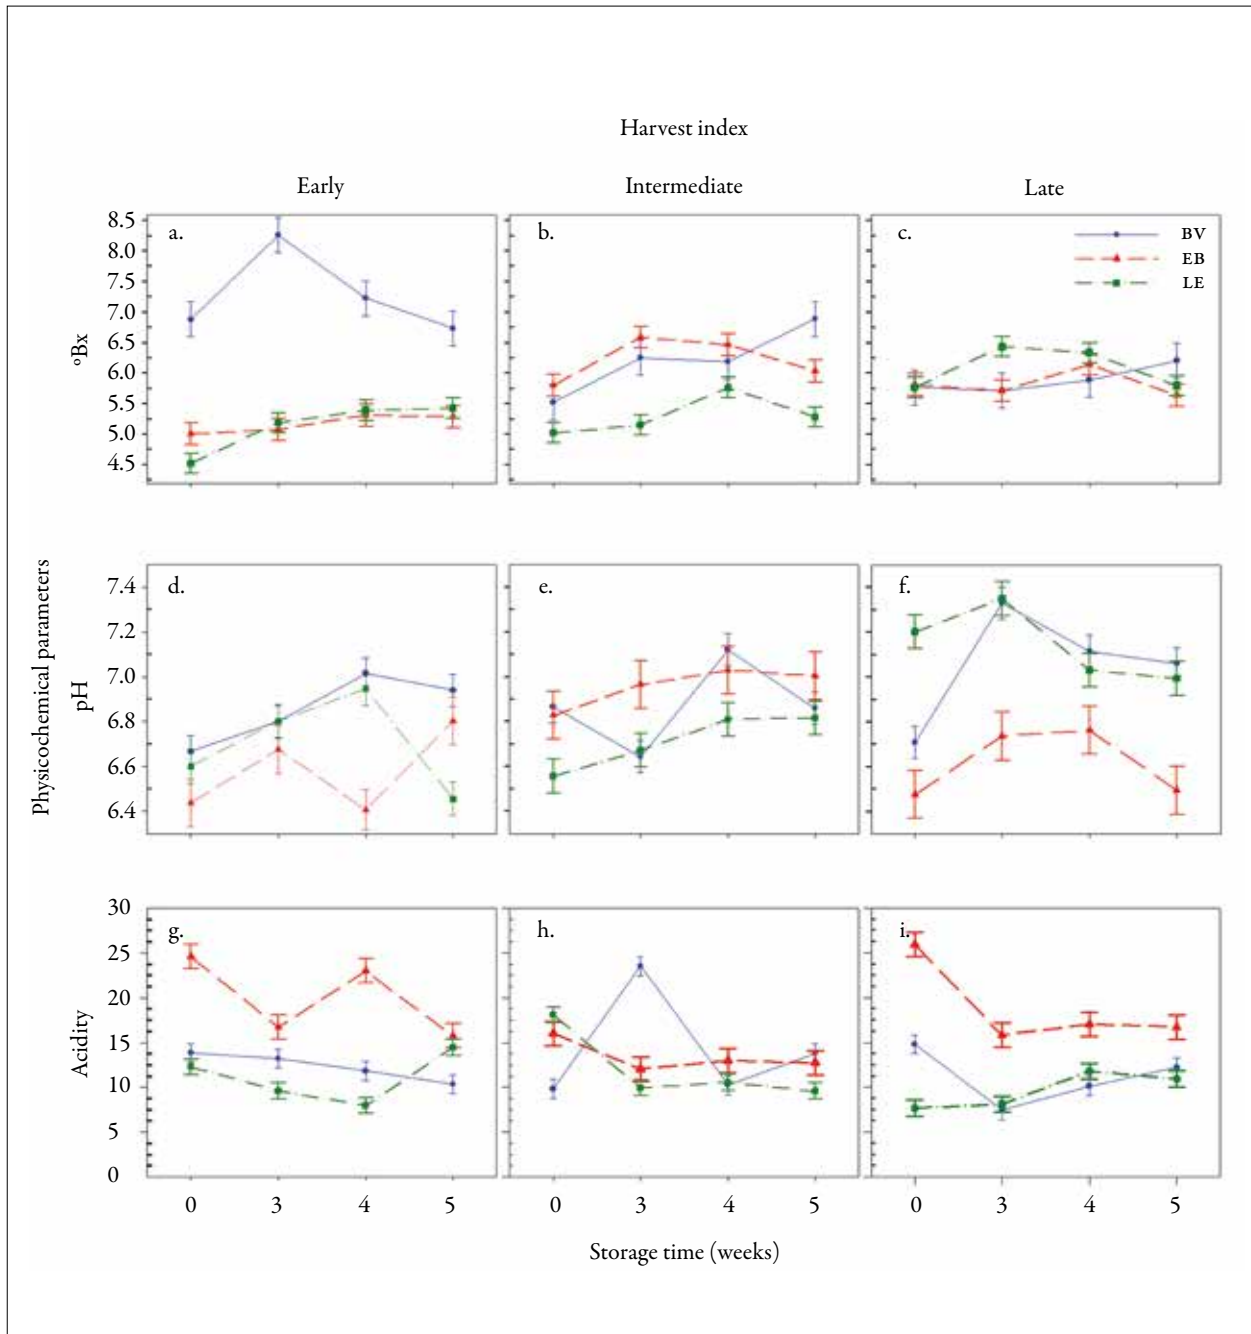 Harvest index
Early Intermediate Late
a. b. c.
BV
EB
LE
8.5
8.0
7.5
7.0
6.5
6.0
5.5
5.0
4.5
ºBx
d. e. f.
7.4
7.2
7.0
6.8
6.6
6.4
pH
Physicochemical parameters
g. h. i.
30
25
20
15
10
5
0
Acidity
0 3 4 5 0 3 4 5 0 3 4 5
Storage time (weeks)